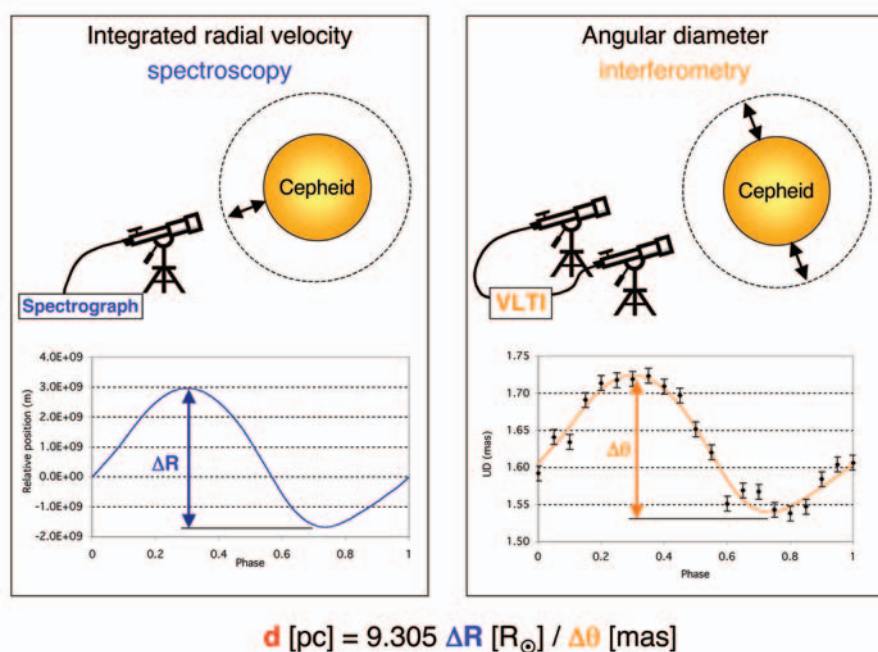 Integrated radial velocity
spectroscopy
Cepheid
Spectrograph
4.0E+09
3.0E+09
2.0E+09
1.0E+09
0.00E+00
-1.0E+09
-2.0E+09
Relative position (m)
ΔR
0 0.2 0.4 0.6 0.8 1
Phase
Angular diameter
interferometry
Cepheid
VLTI
1.75
1.70
1.65
1.60
1.55
1.50
UD (mas)
Δθ
0 0.2 0.4 0.6 0.8 1
Phase
d [pc] = 9.305 ΔR [R☉] / Δθ [mas]